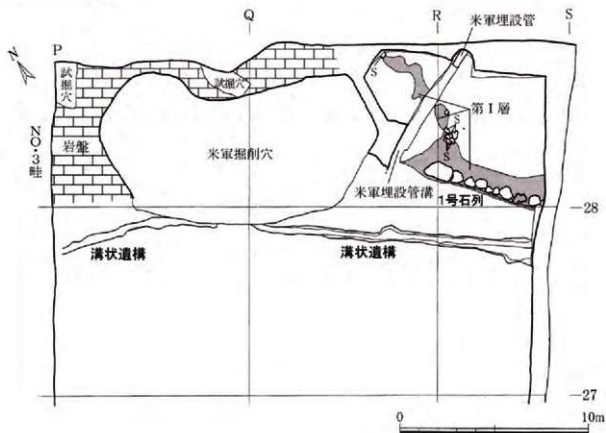 P
Q
R
S
N
米軍埋設管
試掘穴
試掘穴
S
第Ⅰ層
S
S
NO・3畦
岩盤
米軍掘削穴
米軍埋設管溝
1号石列
28
溝状遺構
溝状遺構
27
0
10m